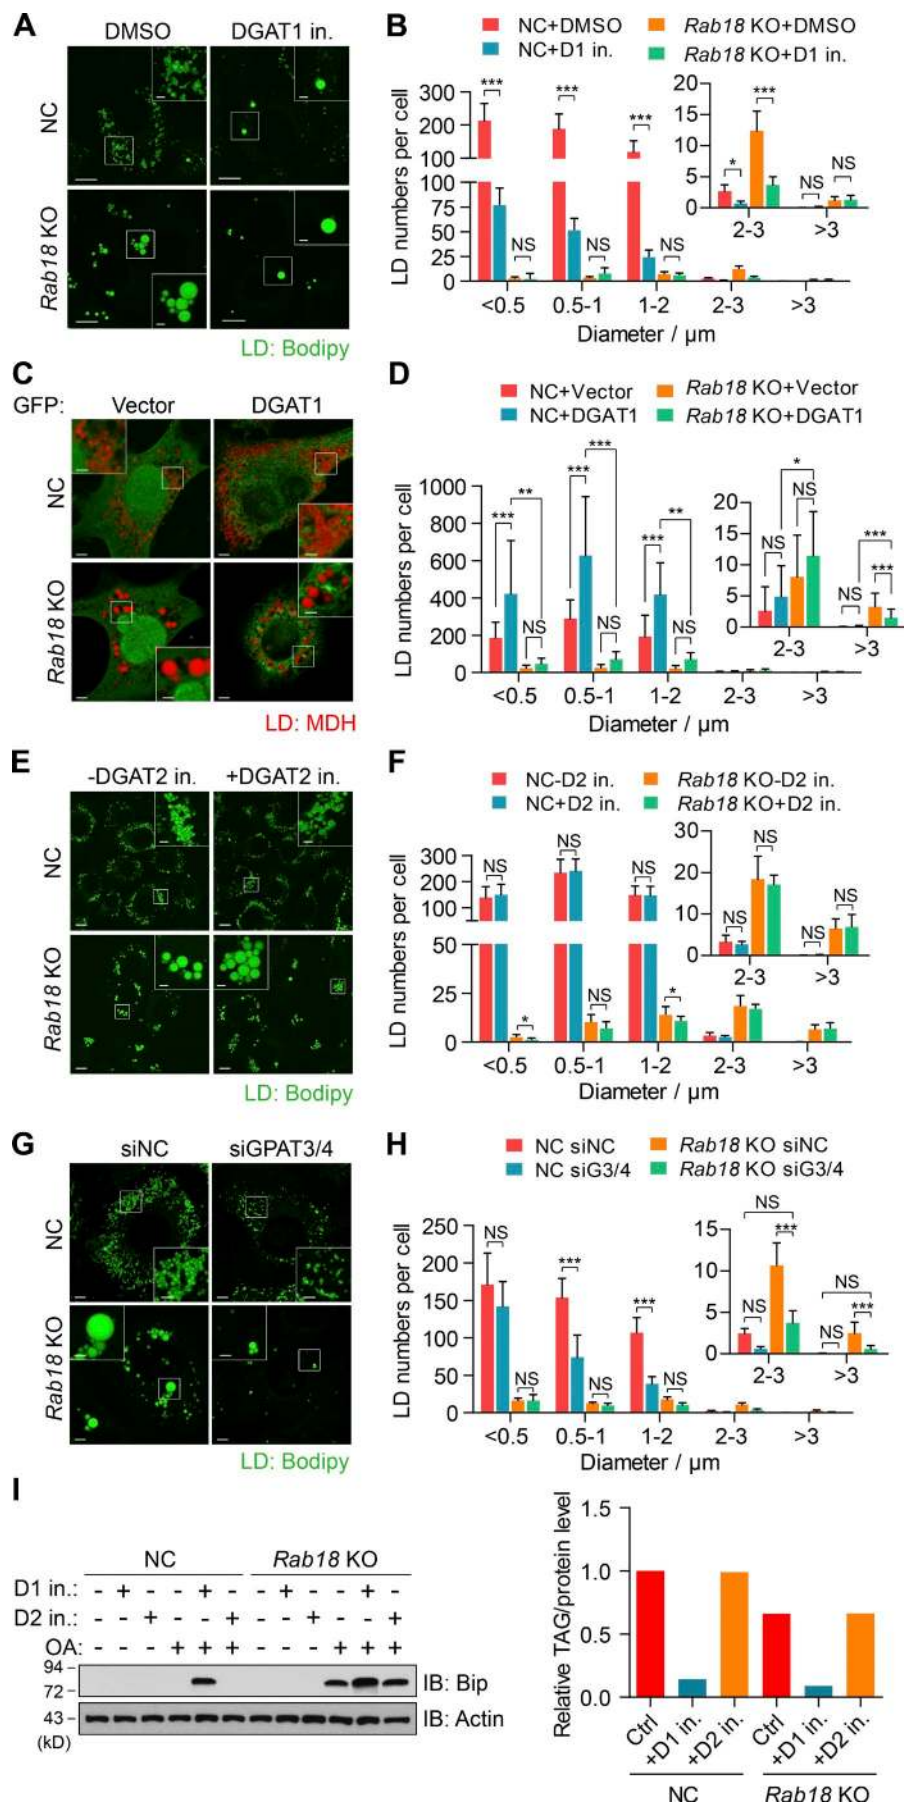 A
DMSO DGAT1 in.
NC
Rab18 KO
LD: Bodipy
B
NC+DMSO Rab18 KO+DMSO
NC+D1 in. Rab18 KO+D1 in.
LD numbers per cell
300
200
100
100
75
50
25
0
*** *** ***
NS NS NS
20
15
10
5
0
* *** NS NS
2-3 >3
<0.5 0.5-1 1-2 2-3 >3
Diameter / µm
C
GFP: Vector DGAT1
NC
Rab18 KO
LD: MDH
D
NC+Vector Rab18 KO+Vector
NC+DGAT1 Rab18 KO+DGAT1
LD numbers per cell
1000
800
600
400
200
0
*** ** *** *** *** **
NS NS NS
20
15
10
5
0
NS * NS NS *** ***
2-3 >3
<0.5 0.5-1 1-2 2-3 >3
Diameter / µm
E
-DGAT2 in. +DGAT2 in.
NC
Rab18 KO
LD: Bodipy
F
NC-D2 in. Rab18 KO-D2 in.
NC+D2 in. Rab18 KO+D2 in.
LD numbers per cell
300
200
100
50
25
0
NS NS NS
* NS *
30
20
10
0
NS NS NS NS
2-3 >3
<0.5 0.5-1 1-2 2-3 >3
Diameter / µm
G
siNC siGPAT3/4
NC
Rab18 KO
LD: Bodipy
H
NC siNC Rab18 KO siNC
NC siG3/4 Rab18 KO siG3/4
LD numbers per cell
250
200
150
100
50
0
NS *** ***
NS NS NS
15
10
5
0
NS NS *** NS NS ***
2-3 >3
<0.5 0.5-1 1-2 2-3 >3
Diameter / µm
I
NC Rab18 KO
D1 in.: - + - - + - - + - - + -
D2 in.: - - + - - + - - + - - +
OA: - - - + + + - - - + + +
94
72
IB: Bip
43
IB: Actin
(kD)
Relative TAG/protein level
1.5
1.0
0.5
0.0
Ctrl +D1 in. +D2 in. Ctrl +D1 in. +D2 in.
NC Rab18 KO